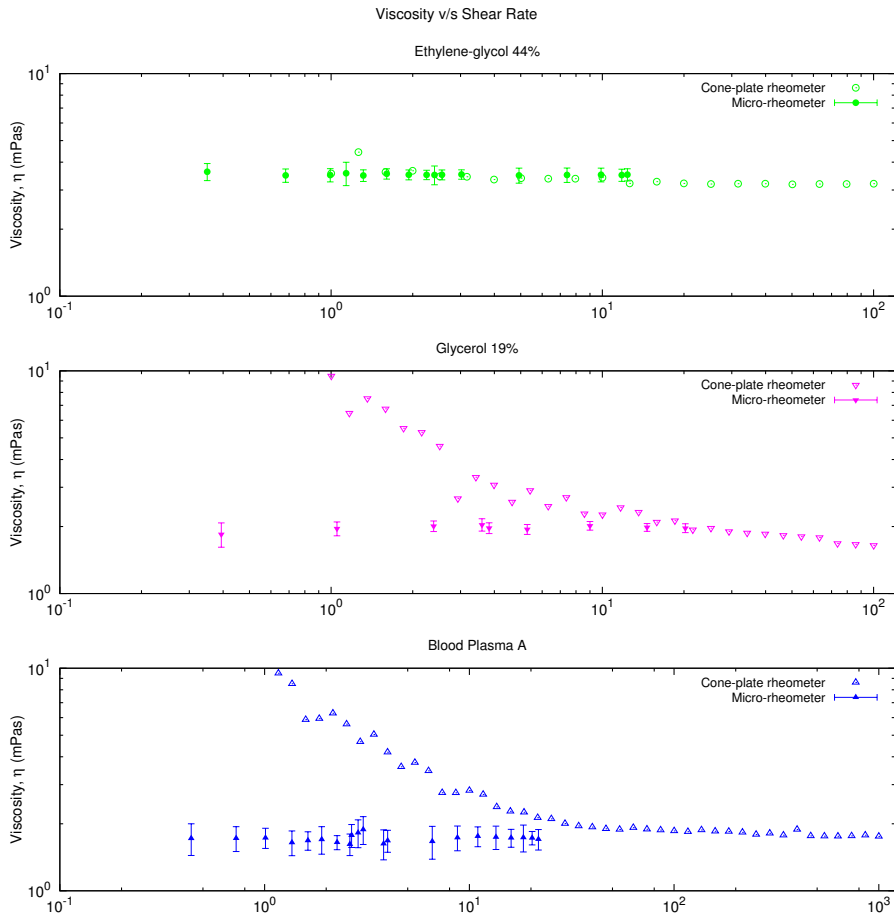 Viscosity v/s Shear Rate
Ethylene-glycol 44%
Viscosity, η (mPas)
10^1
10^0
Cone-plate rheometer
Micro-rheometer
10^-1 10^0 10^1 10^2
Glycerol 19%
Viscosity, η (mPas)
10^1
10^0
Cone-plate rheometer
Micro-rheometer
10^-1 10^0 10^1 10^2
Blood Plasma A
Viscosity, η (mPas)
10^1
10^0
Cone-plate rheometer
Micro-rheometer
10^-1 10^0 10^1 10^2 10^3